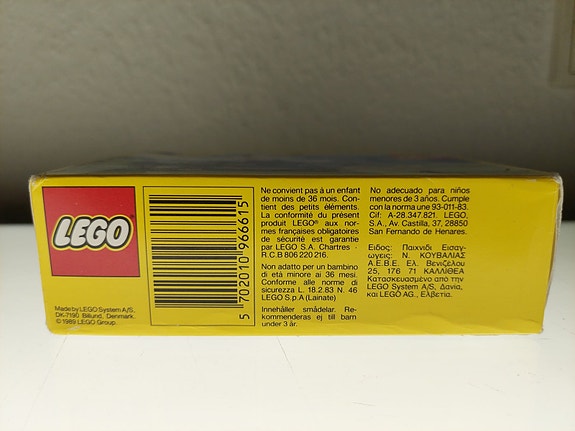 LEGO
Made by LEGO System A/S,
DK-7190 Billund, Denmark.
© 1989 LEGO Group.
5 702010 966615
Ne convient pas à un enfant
de moins de 36 mois. Con-
tient des petits éléments.
La conformité du présent
produit LEGO® aux nor-
mes françaises obligatoires
de sécurité est garantie
par LEGO S.A. Chartres -
R.C.B 806 220 216.
Non adatto per un bambino
di etá minore ai 36 mesi.
Conforme alle norme di
sicurezza L. 18.2.83 N. 46
LEGO S.p.A (Lainate)
Innehåller smådelar. Re-
kommenderas ej till barn
under 3 år.
No adecuado para niños
menores de 3 años. Cumple
con la norma une 93-011-83.
Cif: A-28.347.821. LEGO,
S.A., Av. Castilla, 37, 28850
San Fernando de Henares.
Ειδος: Παιχνιδι Εισαγ-
ωγεις: Ν. ΚΟΥΒΑΛΙΑΣ
Α.Ε.Β.Ε. Ελ. Βενιζέλου
25, 176 71 ΚΑΛΛΙΘΕΑ
Κατασκευασμένο από την
LEGO System A/S, Δανια,
και LEGO AG., Ελβετια.